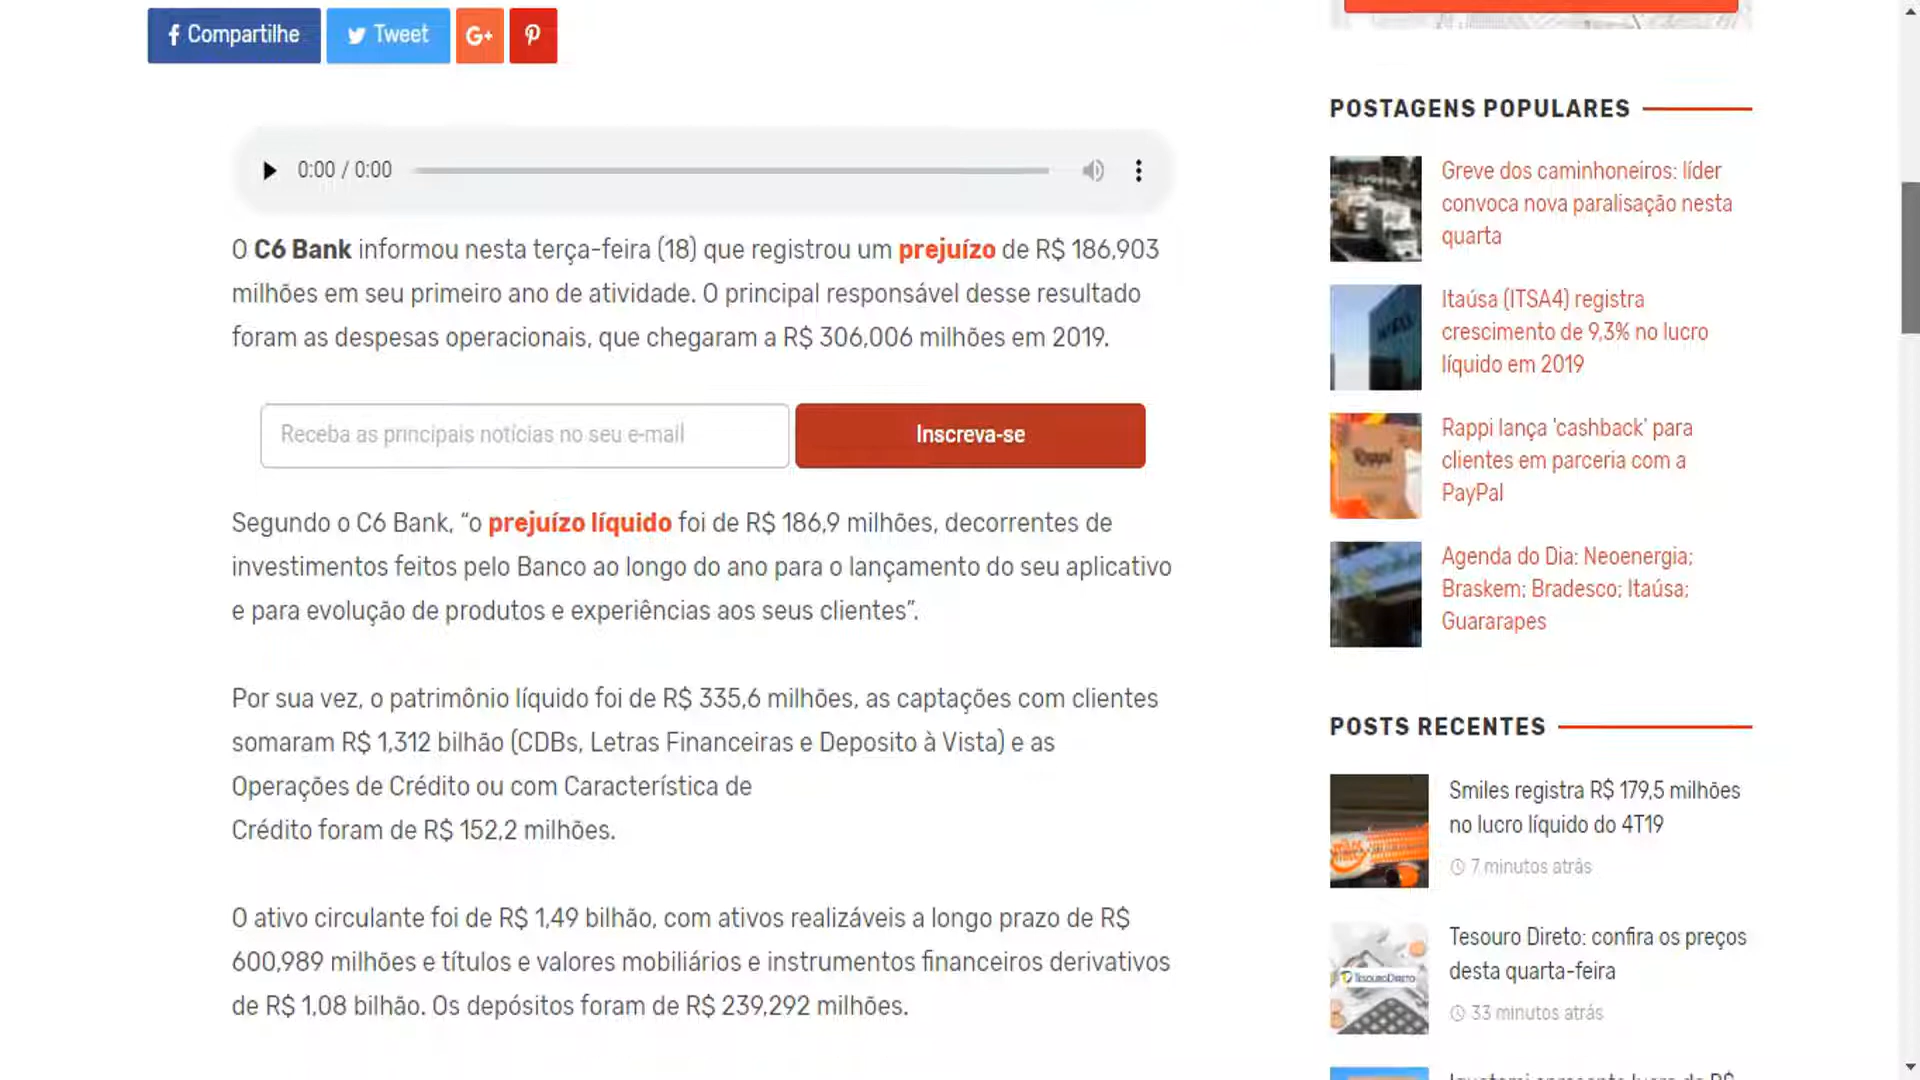 Compartilhe
Tweet
G+
0:00 / 0:00
O C6 Bank informou nesta terça-feira (18) que registrou um prejuízo de R$ 186,903
milhões em seu primeiro ano de atividade. O principal responsável desse resultado
foram as despesas operacionais, que chegaram a R$ 306,006 milhões em 2019.
Receba as principais notícias no seu e-mail
Inscreva-se
Segundo o C6 Bank, “o prejuízo líquido foi de R$ 186,9 milhões, decorrentes de
investimentos feitos pelo Banco ao longo do ano para o lançamento do seu aplicativo
e para evolução de produtos e experiências aos seus clientes”.
Por sua vez, o patrimônio líquido foi de R$ 335,6 milhões, as captações com clientes
somaram R$ 1,312 bilhão (CDBs, Letras Financeiras e Deposito à Vista) e as
Operações de Crédito ou com Característica de
Crédito foram de R$ 152,2 milhões.
O ativo circulante foi de R$ 1,49 bilhão, com ativos realizáveis a longo prazo de R$
600,989 milhões e títulos e valores mobiliários e instrumentos financeiros derivativos
de R$ 1,08 bilhão. Os depósitos foram de R$ 239,292 milhões.
POSTAGENS POPULARES
Greve dos caminhoneiros: líder
convoca nova paralisação nesta
quarta
Itaúsa (ITSA4) registra
crescimento de 9,3% no lucro
líquido em 2019
Rappi
Rappi lança 'cashback' para
clientes em parceria com a
PayPal
Agenda do Dia: Neoenergia;
Braskem; Bradesco; Itaúsa;
Guararapes
POSTS RECENTES
Smiles registra R$ 179,5 milhões
no lucro líquido do 4T19
7 minutos atrás
TESOURODIRETO
Tesouro Direto: confira os preços
desta quarta-feira
33 minutos atrás